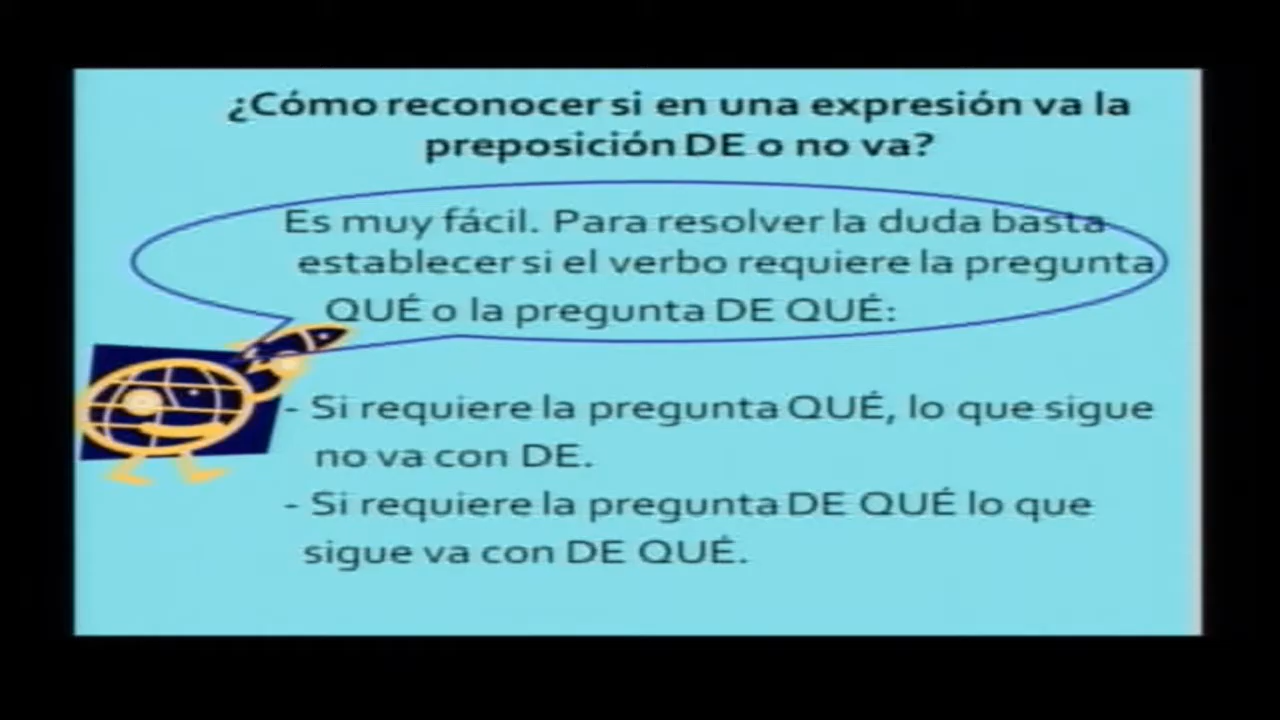 ¿Cómo reconocer si en una expresión va la
preposición DE o no va?
Es muy fácil. Para resolver la duda basta
establecer si el verbo requiere la pregunta
QUÉ o la pregunta DE QUÉ:
- Si requiere la pregunta QUÉ, lo que sigue
no va con DE.
- Si requiere la pregunta DE QUÉ lo que
sigue va con DE QUÉ.